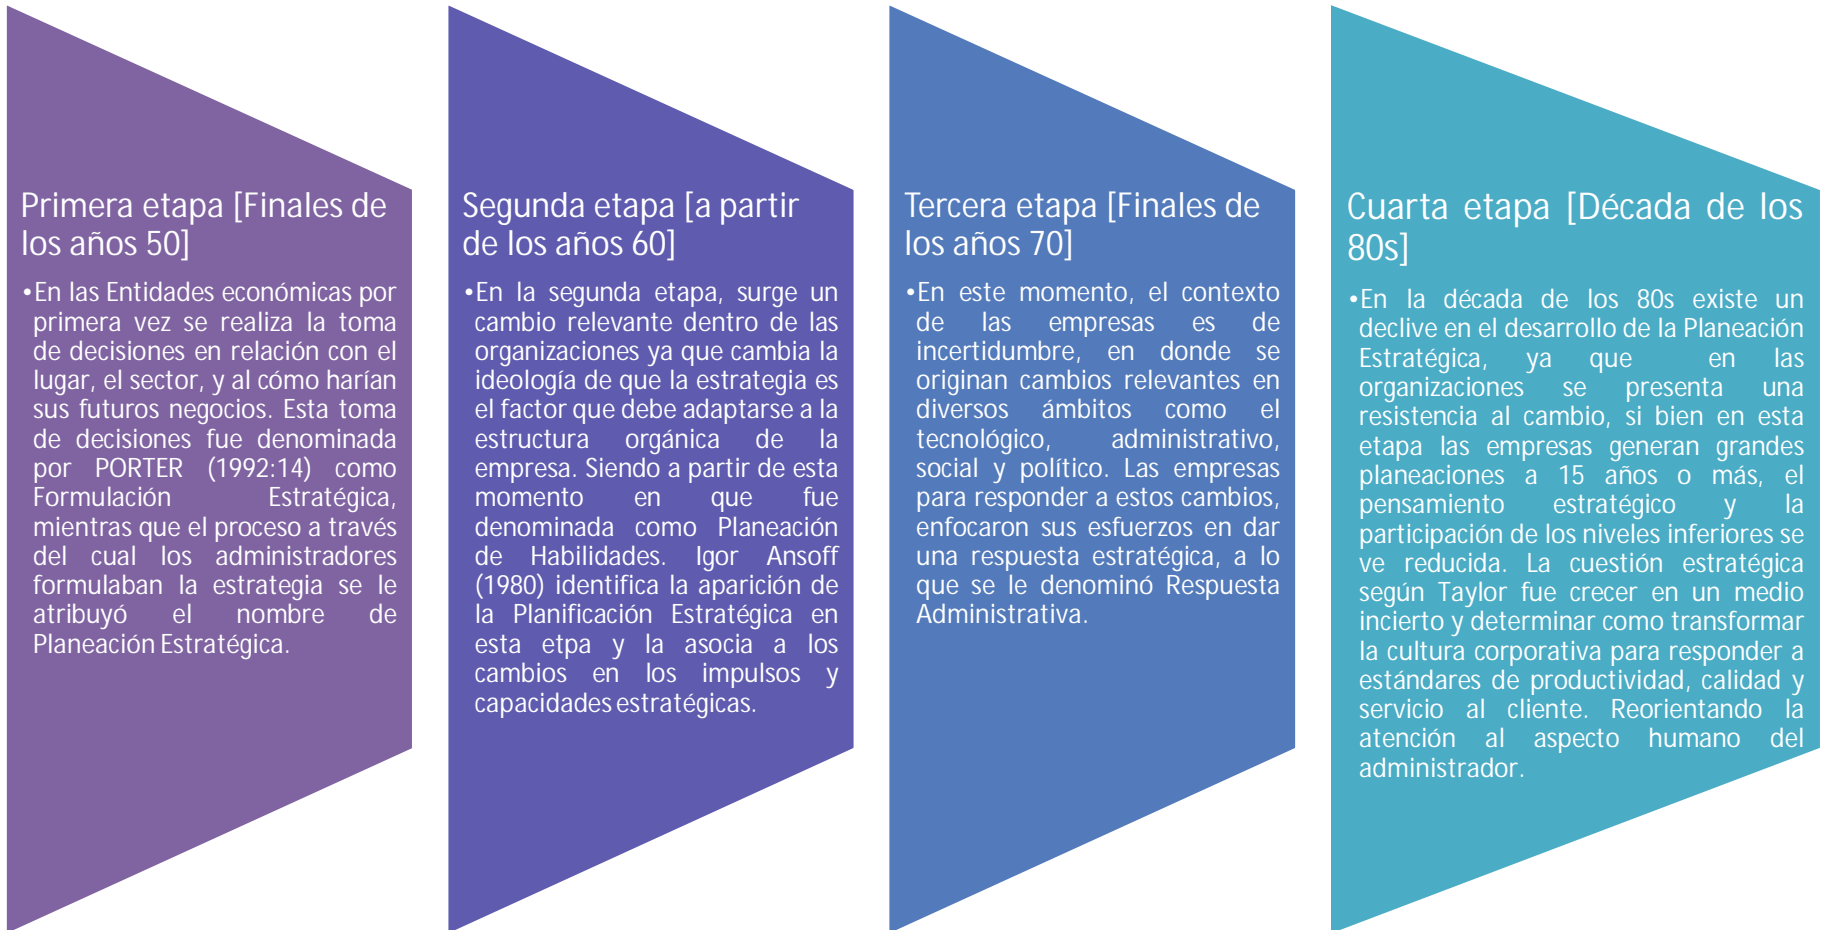 Primera etapa [Finales de
los años 50]
•En las Entidades económicas por
primera vez se realiza la toma
de decisiones en relación con el
lugar, el sector, y al cómo harían
sus futuros negocios. Esta toma
de decisiones fue denominada
por PORTER (1992:14) como
Formulación Estratégica,
mientras que el proceso a través
del cual los administradores
formulaban la estrategia se le
atribuyó el nombre de
Planeación Estratégica.
Segunda etapa [a partir
de los años 60]
•En la segunda etapa, surge un
cambio relevante dentro de las
organizaciones ya que cambia la
ideología de que la estrategia es
el factor que debe adaptarse a la
estructura orgánica de la
empresa. Siendo a partir de esta
momento en que fue
denominada como Planeación
de Habilidades. Igor Ansoff
(1980) identifica la aparición de
la Planificación Estratégica en
esta etpa y la asocia a los
cambios en los impulsos y
capacidades estratégicas.
Tercera etapa [Finales de
los años 70]
•En este momento, el contexto
de las empresas es de
incertidumbre, en donde se
originan cambios relevantes en
diversos ámbitos como el
tecnológico, administrativo,
social y político. Las empresas
para responder a estos cambios,
enfocaron sus esfuerzos en dar
una respuesta estratégica, a lo
que se le denominó Respuesta
Administrativa.
Cuarta etapa [Década de los
80s]
•En la década de los 80s existe un
declive en el desarrollo de la Planeación
Estratégica, ya que en las
organizaciones se presenta una
resistencia al cambio, si bien en esta
etapa las empresas generan grandes
planeaciones a 15 años o más, el
pensamiento estratégico y la
participación de los niveles inferiores se
ve reducida. La cuestión estratégica
según Taylor fue crecer en un medio
incierto y determinar como transformar
la cultura corporativa para responder a
estándares de productividad, calidad y
servicio al cliente. Reorientando la
atención al aspecto humano del
administrador.